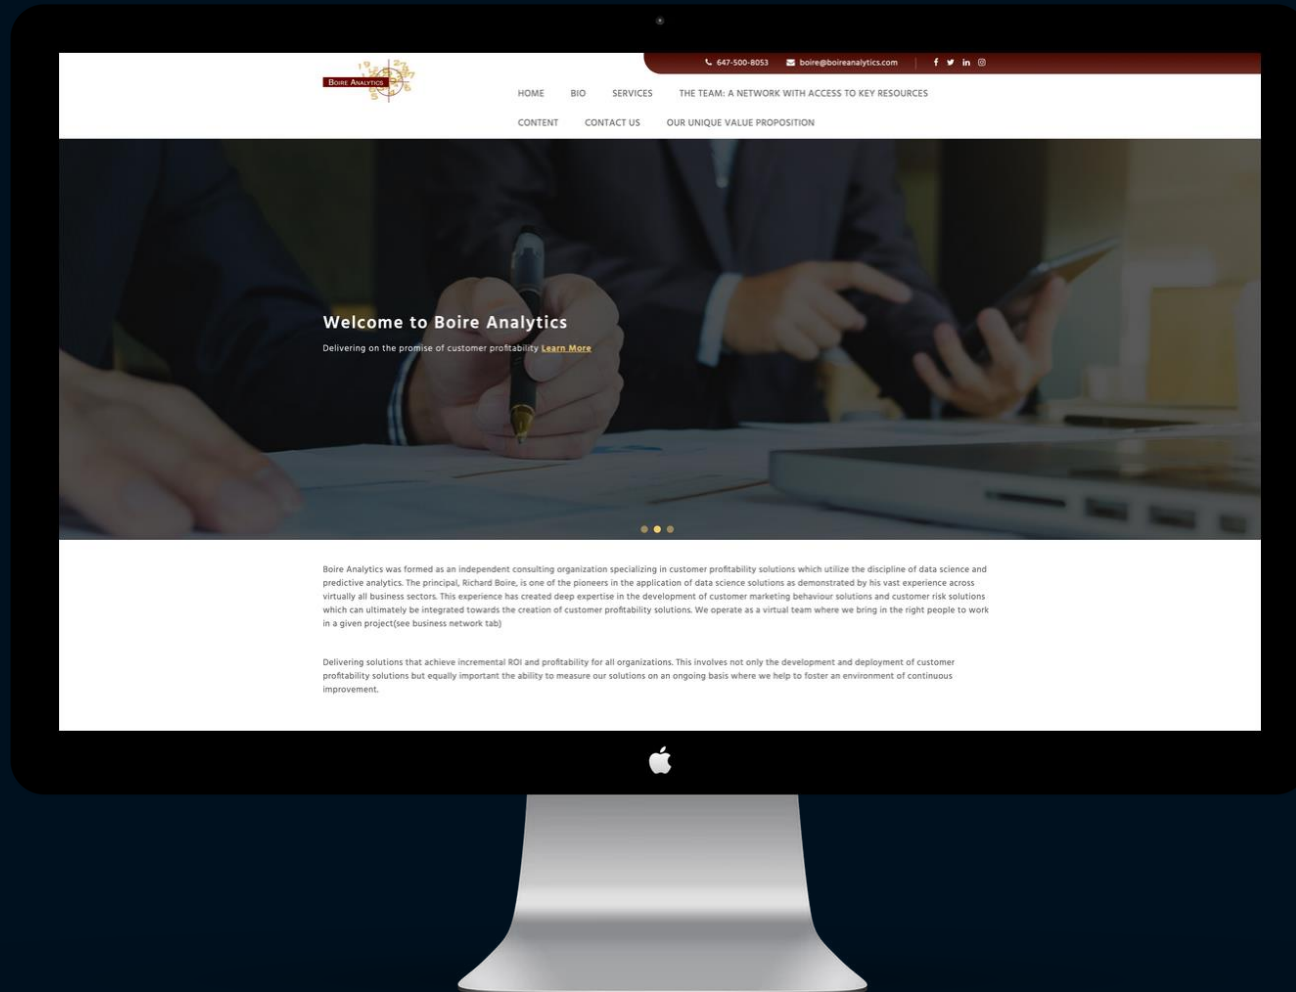 BOIRE ANALYTICS
647-500-8053 boire@boireanalytics.com
HOME BIO SERVICES THE TEAM: A NETWORK WITH ACCESS TO KEY RESOURCES
CONTENT CONTACT US OUR UNIQUE VALUE PROPOSITION
Welcome to Boire Analytics
Delivering on the promise of customer profitability Learn More
Boire Analytics was formed as an independent consulting organization specializing in customer profitability solutions which utilize the discipline of data science and
predictive analytics. The principal, Richard Boire, is one of the pioneers in the application of data science solutions as demonstrated by his vast experience across
virtually all business sectors. This experience has created deep expertise in the development of customer marketing behaviour solutions and customer risk solutions
which can ultimately be integrated towards the creation of customer profitability solutions. We operate as a virtual team where we bring in the right people to work
in a given project(see business network tab)
Delivering solutions that achieve incremental ROI and profitability for all organizations. This involves not only the development and deployment of customer
profitability solutions but equally important the ability to measure our solutions on an ongoing basis where we help to foster an environment of continuous
improvement.